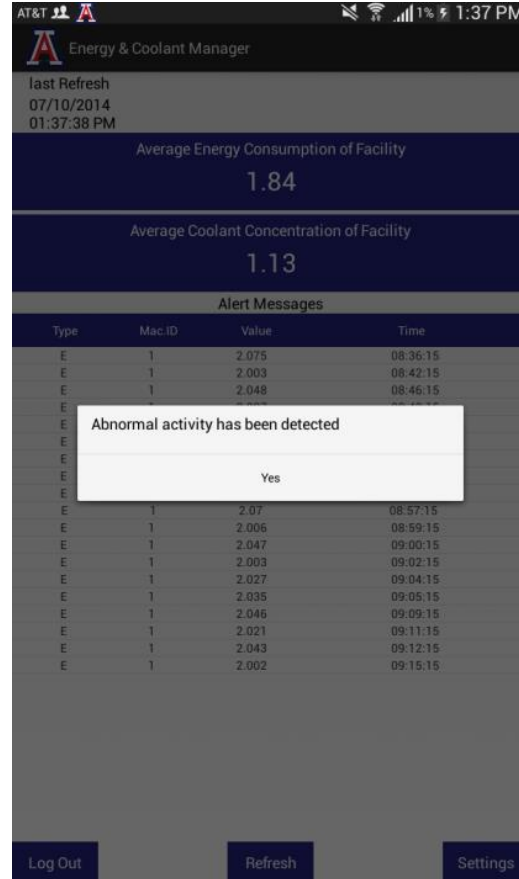 AT&T
1% 1:37 PM
Energy & Coolant Manager
last Refresh
07/10/2014
01:37:38 PM
Average Energy Consumption of Facility
1.84
Average Coolant Concentration of Facility
1.13
Alert Messages
Type Mac.ID Value Time
E 1 2.075 08:36:15
E 1 2.003 08:42:15
E 1 2.048 08:46:15
E
E
Abnormal activity has been detected
E
E
E
Yes
E
E 1 2.07 08:57:15
E 1 2.006 08:59:15
E 1 2.047 09:00:15
E 1 2.003 09:02:15
E 1 2.027 09:04:15
E 1 2.035 09:05:15
E 1 2.046 09:09:15
E 1 2.021 09:11:15
E 1 2.043 09:12:15
E 1 2.002 09:15:15
Log Out Refresh Settings